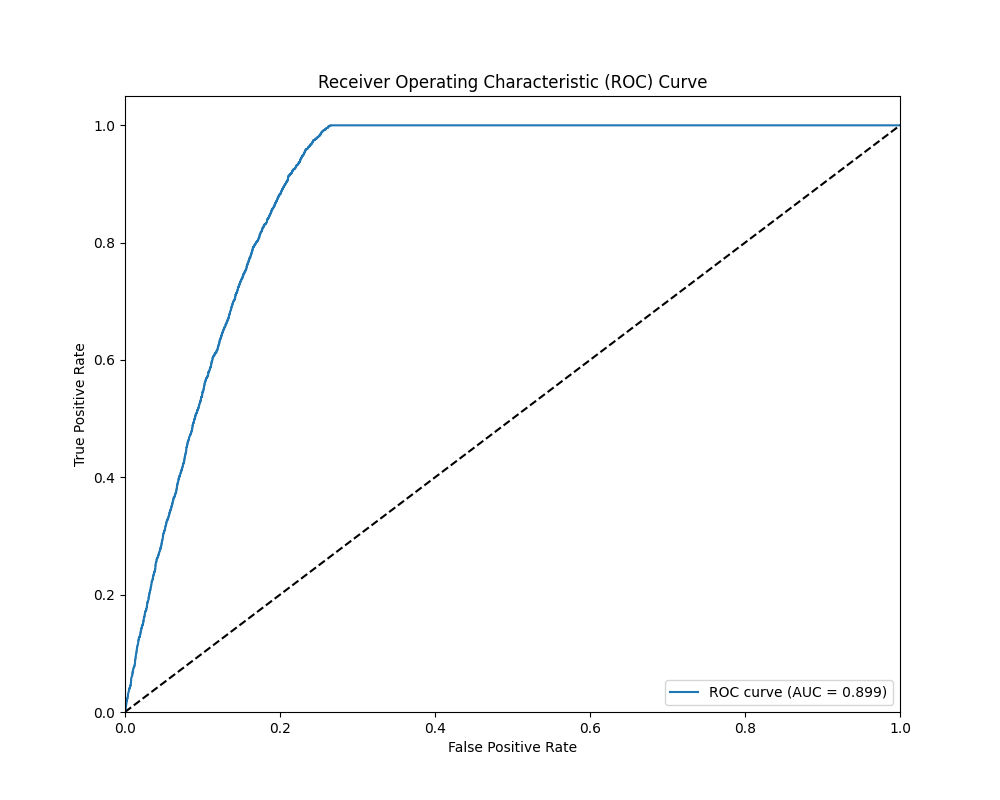 Receiver Operating Characteristic (ROC) Curve
True Positive Rate
1.0
0.8
0.6
0.4
0.2
0.0
0.0 0.2 0.4 0.6 0.8 1.0
False Positive Rate
ROC curve (AUC = 0.899)